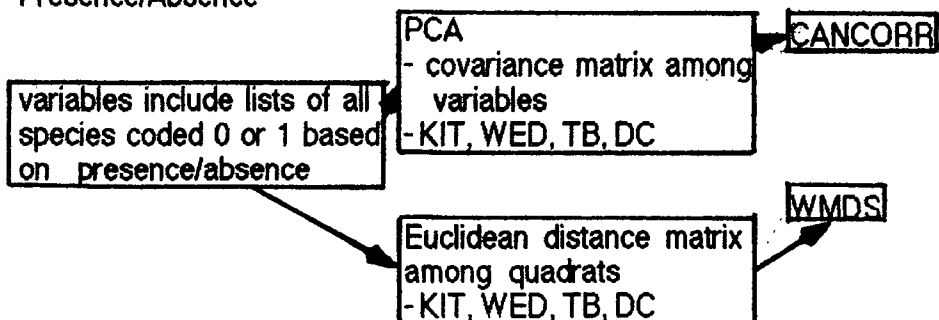 Presence/Absence
PCA
- covariance matrix among
variables
- KIT, WED, TB, DC
CANCORR
variables include lists of all
species coded 0 or 1 based
on presence/absence
WMDS
Euclidean distance matrix
among quadrats
- KIT, WED, TB, DC